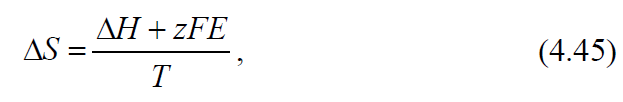 ΔS = (ΔH + zFE) / T , (4.45)